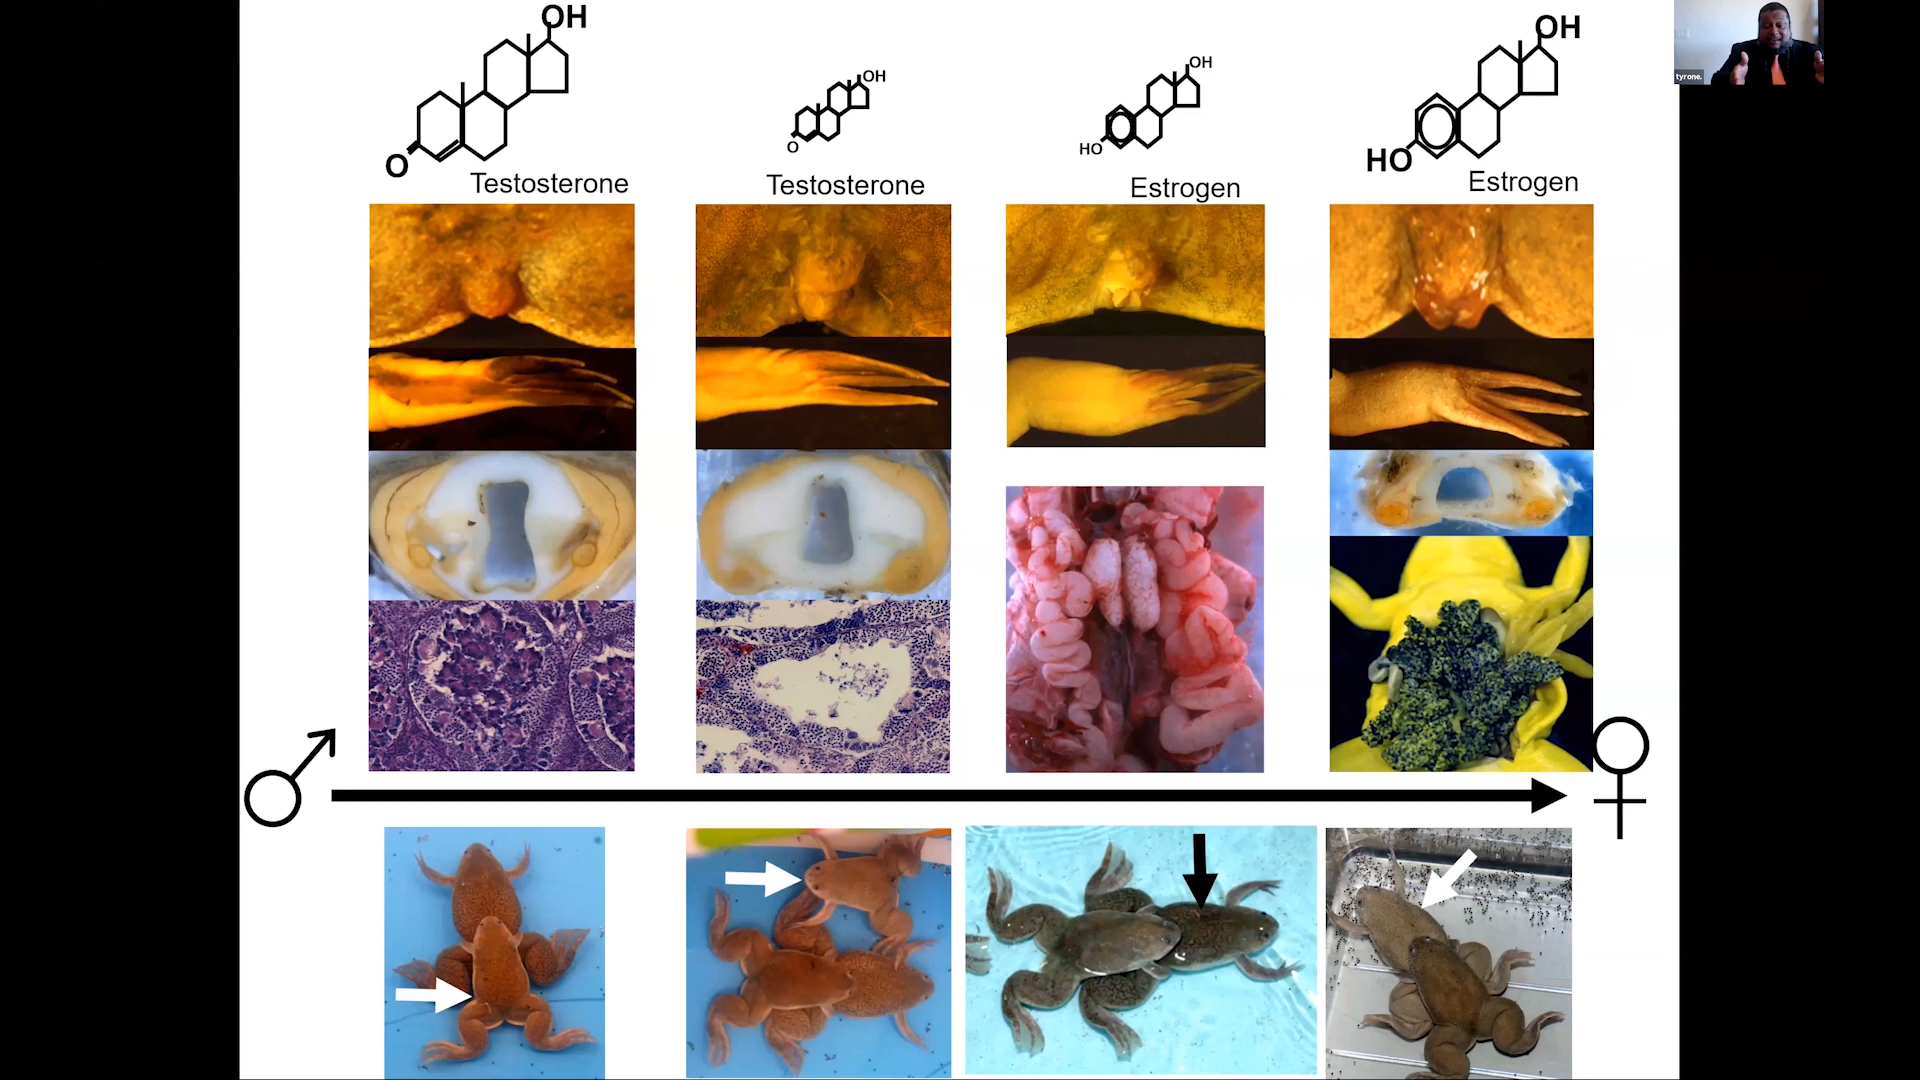 OH
O
Testosterone
OH
O
Testosterone
OH
HO
Estrogen
OH
HO
Estrogen
tyrone.